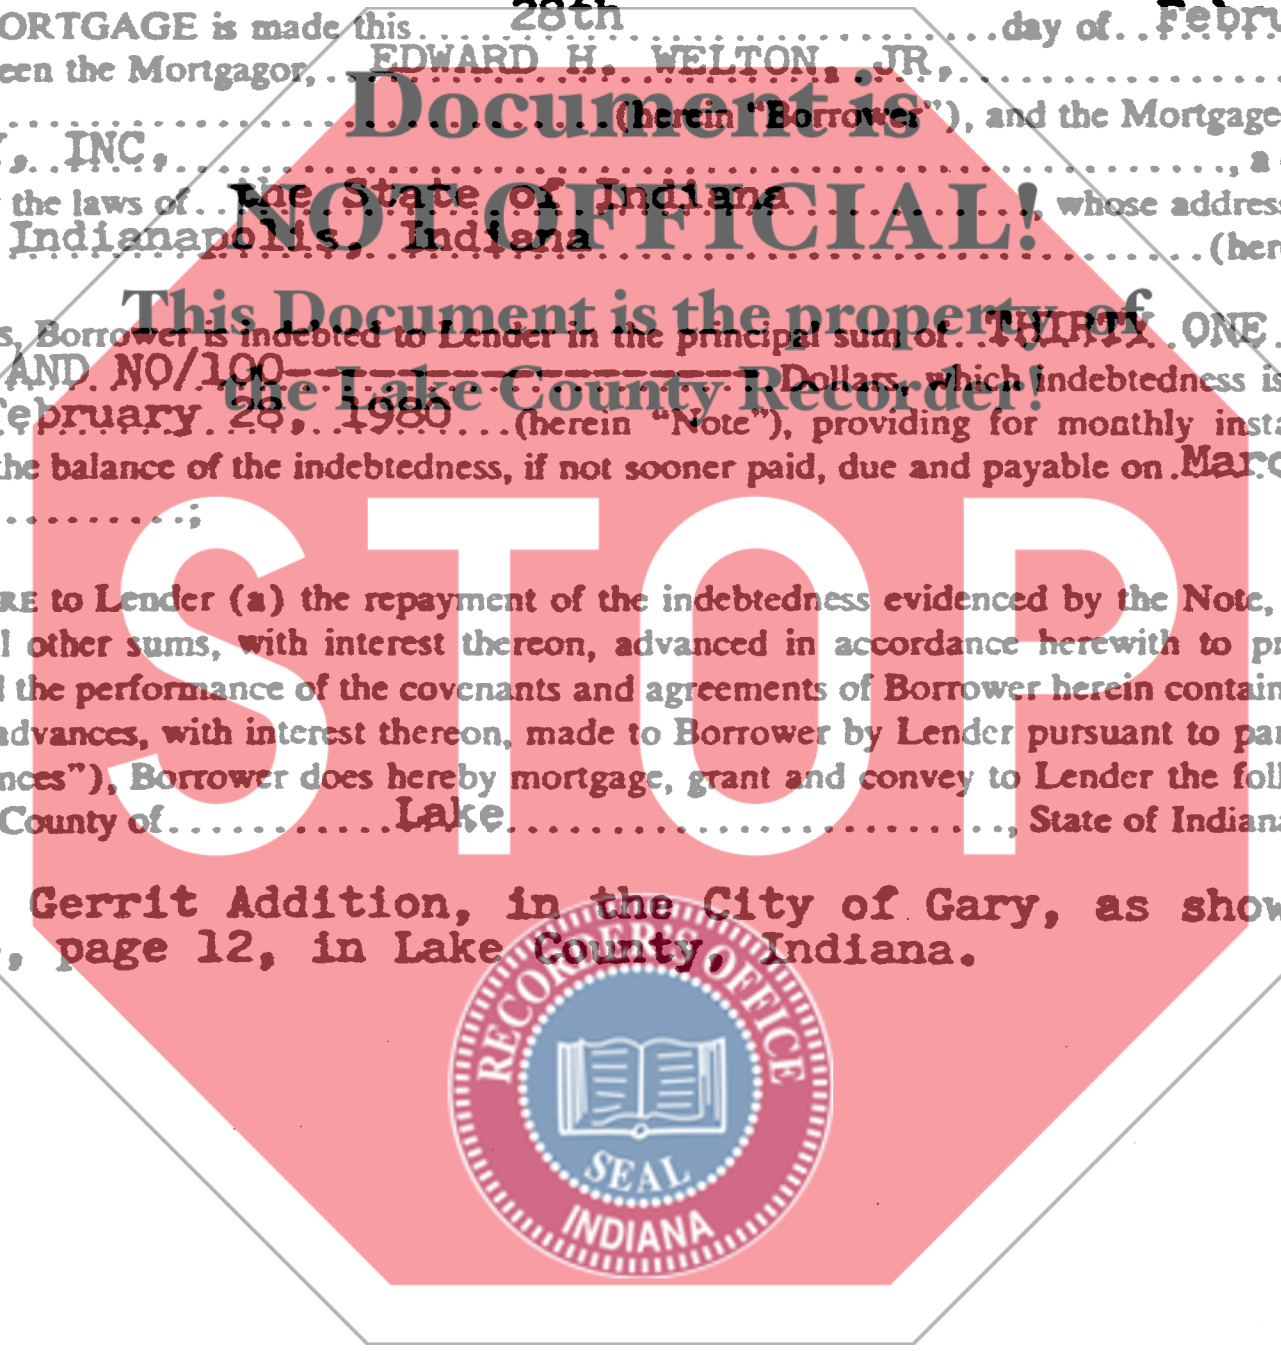 ORTGAGE is made this 28th day of Febru
een the Mortgagor, EDWARD H. WELTON, JR,
(herein "Borrower"), and the Mortgage
, INC, , a
the laws of the State of Indiana , whose address
Indianapolis, Indiana (her
s, Borrower is indebted to Lender in the principal sum of THIRTY ONE
AND NO/100------------------ Dollars, which indebtedness is
ebruary 28, 1986 (herein "Note"), providing for monthly insta
he balance of the indebtedness, if not sooner paid, due and payable on Marc
;
RE to Lender (a) the repayment of the indebtedness evidenced by the Note,
l other sums, with interest thereon, advanced in accordance herewith to pr
the performance of the covenants and agreements of Borrower herein contain
advances, with interest thereon, made to Borrower by Lender pursuant to par
nces"), Borrower does hereby mortgage, grant and convey to Lender the foll
County of Lake , State of Indiana
Gerrit Addition, in the City of Gary, as show
, page 12, in Lake County, Indiana.
Document is
NOT OFFICIAL!
This Document is the property of
the Lake County Recorder!
STOP
RECORDER'S OFFICE
SEAL
INDIANA